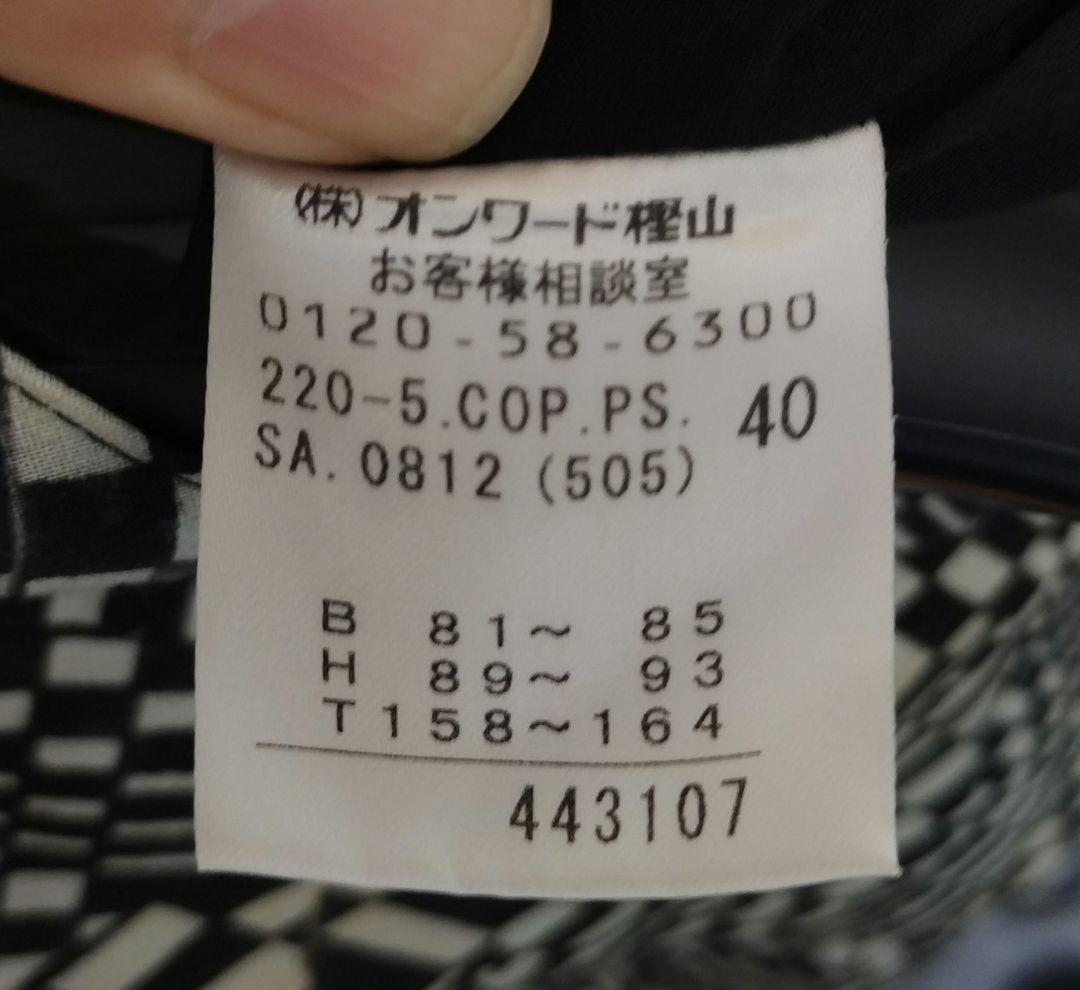 (株)オンワード樫山
お客様相談室
0120-58-6300
220-5.COP.PS. 40
SA.0812(505)
B 81~ 85
H 89~ 93
T158~164
443107